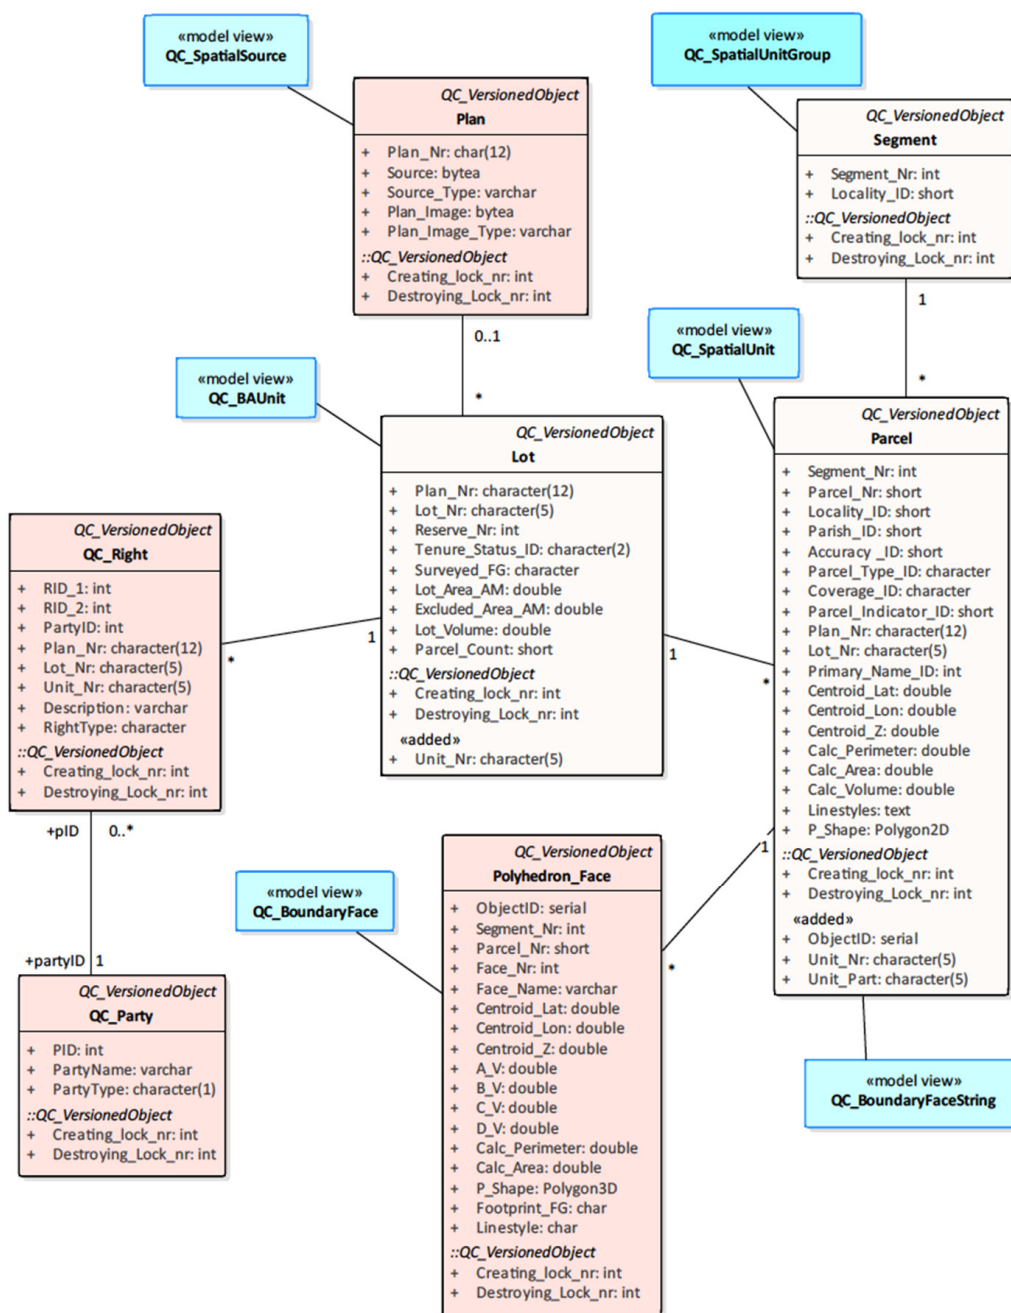 «model view»
QC_SpatialSource
«model view»
QC_SpatialUnitGroup
QC_VersionedObject
Plan
+ Plan_Nr: char(12)
+ Source: bytea
+ Source_Type: varchar
+ Plan_Image: bytea
+ Plan_Image_Type: varchar
::QC_VersionedObject
+ Creating_lock_nr: int
+ Destroying_Lock_nr: int
QC_VersionedObject
Segment
+ Segment_Nr: int
+ Locality_ID: short
::QC_VersionedObject
+ Creating_lock_nr: int
+ Destroying_Lock_nr: int
0..1
*
1
*
«model view»
QC_SpatialUnit
«model view»
QC_BAUnit
QC_VersionedObject
Lot
+ Plan_Nr: character(12)
+ Lot_Nr: character(5)
+ Reserve_Nr: int
+ Tenure_Status_ID: character(2)
+ Surveyed_FG: character
+ Lot_Area_AM: double
+ Excluded_Area_AM: double
+ Lot_Volume: double
+ Parcel_Count: short
::QC_VersionedObject
+ Creating_lock_nr: int
+ Destroying_Lock_nr: int
«added»
+ Unit_Nr: character(5)
QC_VersionedObject
Parcel
+ Segment_Nr: int
+ Parcel_Nr: short
+ Locality_ID: short
+ Parish_ID: short
+ Accuracy _ID: short
+ Parcel_Type_ID: character
+ Coverage_ID: character
+ Parcel_Indicator_ID: short
+ Plan_Nr: character(12)
+ Lot_Nr: character(5)
+ Primary_Name_ID: int
+ Centroid_Lat: double
+ Centroid_Lon: double
+ Centroid_Z: double
+ Calc_Perimeter: double
+ Calc_Area: double
+ Calc_Volume: double
+ Linestyles: text
+ P_Shape: Polygon2D
::QC_VersionedObject
+ Creating_lock_nr: int
+ Destroying_Lock_nr: int
«added»
+ ObjectID: serial
+ Unit_Nr: character(5)
+ Unit_Part: character(5)
QC_VersionedObject
QC_Right
+ RID_1: int
+ RID_2: int
+ PartyID: int
+ Plan_Nr: character(12)
+ Lot_Nr: character(5)
+ Unit_Nr: character(5)
+ Description: varchar
+ RightType: character
::QC_VersionedObject
+ Creating_lock_nr: int
+ Destroying_Lock_nr: int
*
1
1
*
+pID 0..*
+partyID 1
1
*
«model view»
QC_BoundaryFace
QC_VersionedObject
Polyhedron_Face
+ ObjectID: serial
+ Segment_Nr: int
+ Parcel_Nr: short
+ Face_Nr: int
+ Face_Name: varchar
+ Centroid_Lat: double
+ Centroid_Lon: double
+ Centroid_Z: double
+ A_V: double
+ B_V: double
+ C_V: double
+ D_V: double
+ Calc_Perimeter: double
+ Calc_Area: double
+ P_Shape: Polygon3D
+ Footprint_FG: char
+ Linestyle: char
::QC_VersionedObject
+ Creating_lock_nr: int
+ Destroying_Lock_nr: int
QC_VersionedObject
QC_Party
+ PID: int
+ PartyName: varchar
+ PartyType: character(1)
::QC_VersionedObject
+ Creating_lock_nr: int
+ Destroying_Lock_nr: int
«model view»
QC_BoundaryFaceString